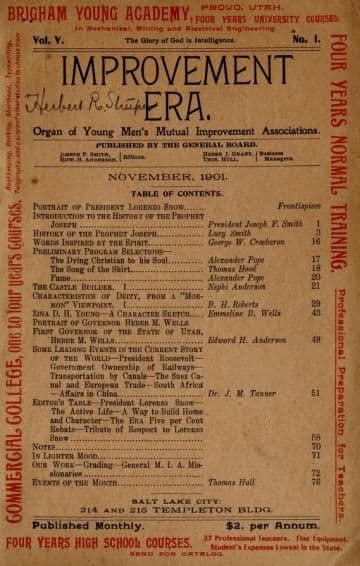 BRIGHAM YOUNG ACADEMY, PROVO, UTAH.
FOUR YEARS UNIVERSITY COURSES.
In Mechanical, Mining and Electrical Engineering
Vol. V. The Glory of God is Intelligence. No. 1.
IMPROVEMENT
ERA.
Organ of Young Men's Mutual Improvement Associations.
PUBLISHED BY THE GENERAL BOARD.
JOSEPH F. SMITH, EDW. H. ANDERSON, } Editors. HEBER J. GRANT, THOS. HULL, } Business Managers.
NOVEMBER, 1901.
TABLE OF CONTENTS.
PORTRAIT OF PRESIDENT LORENZO SNOW...... Frontispiece
INTRODUCTION TO THE HISTORY OF THE PROPHET
JOSEPH ...... President Joseph F. Smith 1
HISTORY OF THE PROPHET JOSEPH...... Lucy Smith 3
WORDS INSPIRED BY THE SPIRIT...... George W. Crocheron 16
PRELIMINARY PROGRAM SELECTIONS—
The Dying Christian to his Soul...... Alexander Pope 17
The Song of the Skirt...... Thomas Hood 18
Fame...... Alexander Pope 20
THE CASTLE BUILDER. I...... Nephi Anderson 21
CHARACTERISTICS OF DEITY, FROM A "MOR-
MON" VIEWPOINT. I...... B. H. Roberts 29
ZINA D. H. YOUNG—A CHARACTER SKETCH.... Emmeline B. Wells 43
PORTRAIT OF GOVERNOR HEBER M. WELLS
FIRST GOVERNOR OF THE STATE OF UTAH,
HEBER M. WELLS...... Edward H. Anderson 49
SOME LEADING EVENTS IN THE CURRENT STORY
OF THE WORLD—President Roosevelt—
Government Ownership of Railways—
Transportation by Canals—The Suez Ca-
nal and European Trade—South Africa
—Affairs in China...... Dr. J. M. Tanner 51
EDITOR'S TABLE—President Lorenzo Snow—
The Active Life—A Way to Build Home
and Character—The Era Five per Cent
Rebate—Tribute of Respect to Lorenzo
Snow...... 58
NOTES...... 70
IN LIGHTER MOOD...... 71
OUR WORK—Grading—General M. I. A. Mis-
sionaries...... 72
EVENTS OF THE MONTH...... Thomas Hull 76
SALT LAKE CITY:
214 AND 215 TEMPLETON BLDG.
Published Monthly. $2. per Annum.
FOUR YEARS HIGH SCHOOL COURSES. 37 Professional Teachers. Fine Equipment.
Student's Expenses Lowest in the State.
SEND FOR CATALOG.
FOUR YEARS NORMAL TRAINING.
Professional Preparation for Teachers.
COMMERCIAL COLLEGE, one to four years Courses.